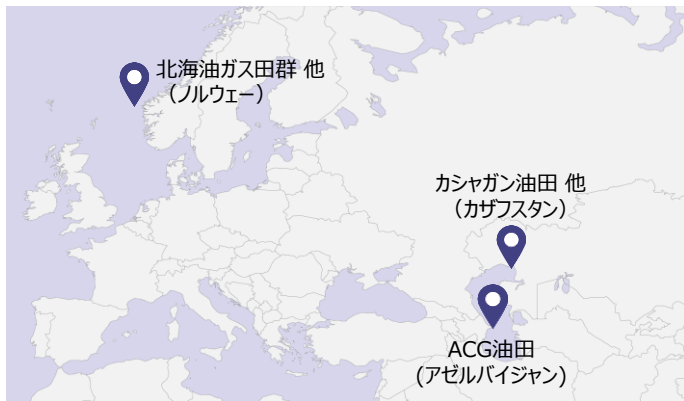 北海油ガス田群 他
（ノルウェー）
カシャガン油田 他
（カザフスタン）
ACG油田
(アゼルバイジャン)